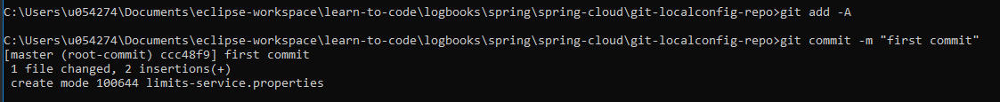 C:\Users\u054274\Documents\eclipse-workspace\learn-to-code\logbooks\spring\spring-cloud\git-localconfig-repo>git add -A
C:\Users\u054274\Documents\eclipse-workspace\learn-to-code\logbooks\spring\spring-cloud\git-localconfig-repo>git commit -m "first commit"
[master (root-commit) ccc48f9] first commit
 1 file changed, 2 insertions(+)
 create mode 100644 limits-service.properties